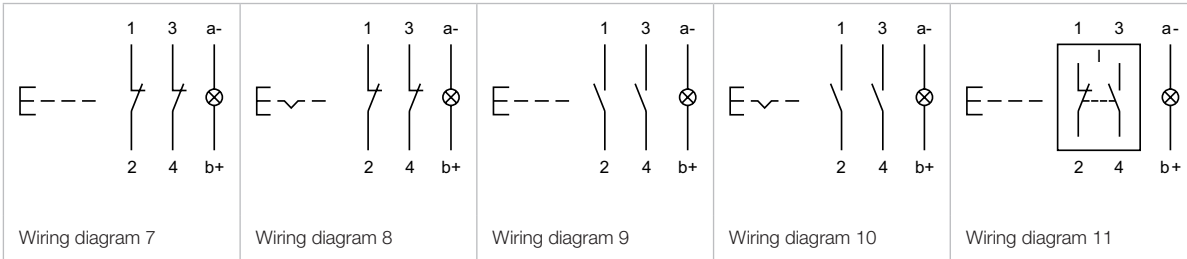 1 3 a-
2 4 b+
Wiring diagram 7
1 3 a-
2 4 b+
Wiring diagram 8
1 3 a-
2 4 b+
Wiring diagram 9
1 3 a-
2 4 b+
Wiring diagram 10
1 3 a-
2 4 b+
Wiring diagram 11